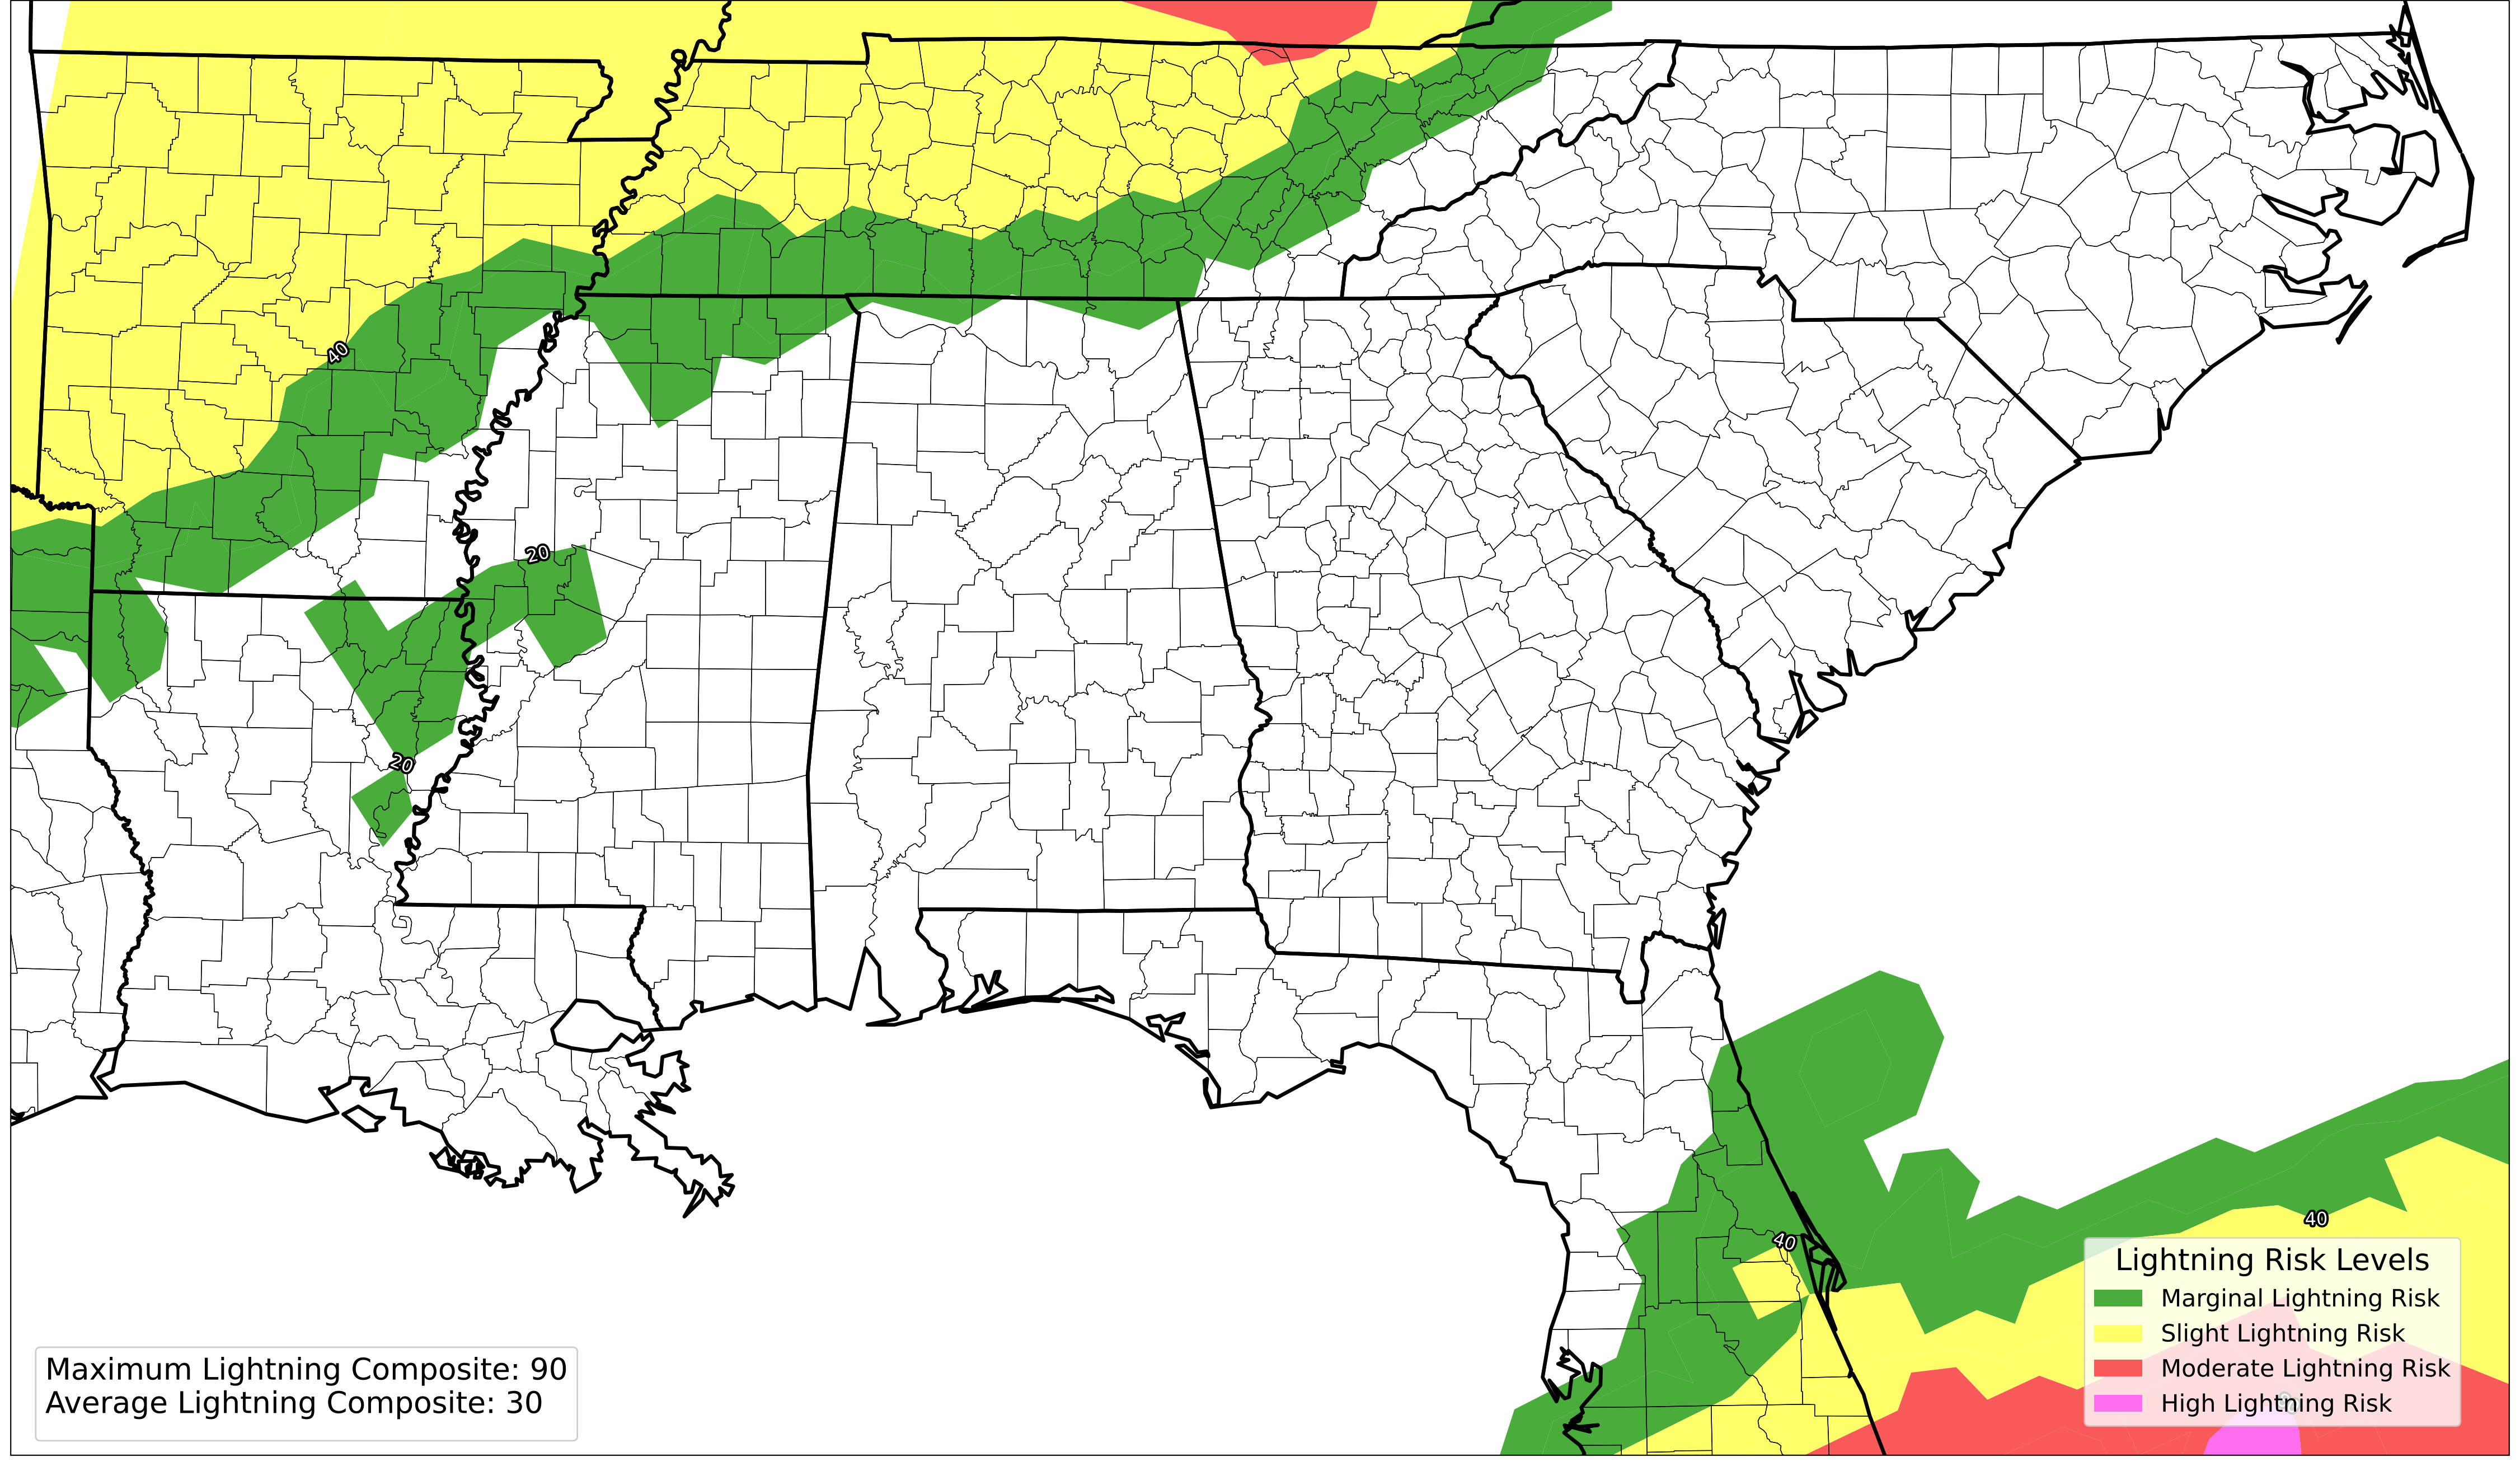 40
20
20
40
40
Lightning Risk Levels
Marginal Lightning Risk
Slight Lightning Risk
Moderate Lightning Risk
High Lightning Risk
Maximum Lightning Composite: 90
Average Lightning Composite: 30